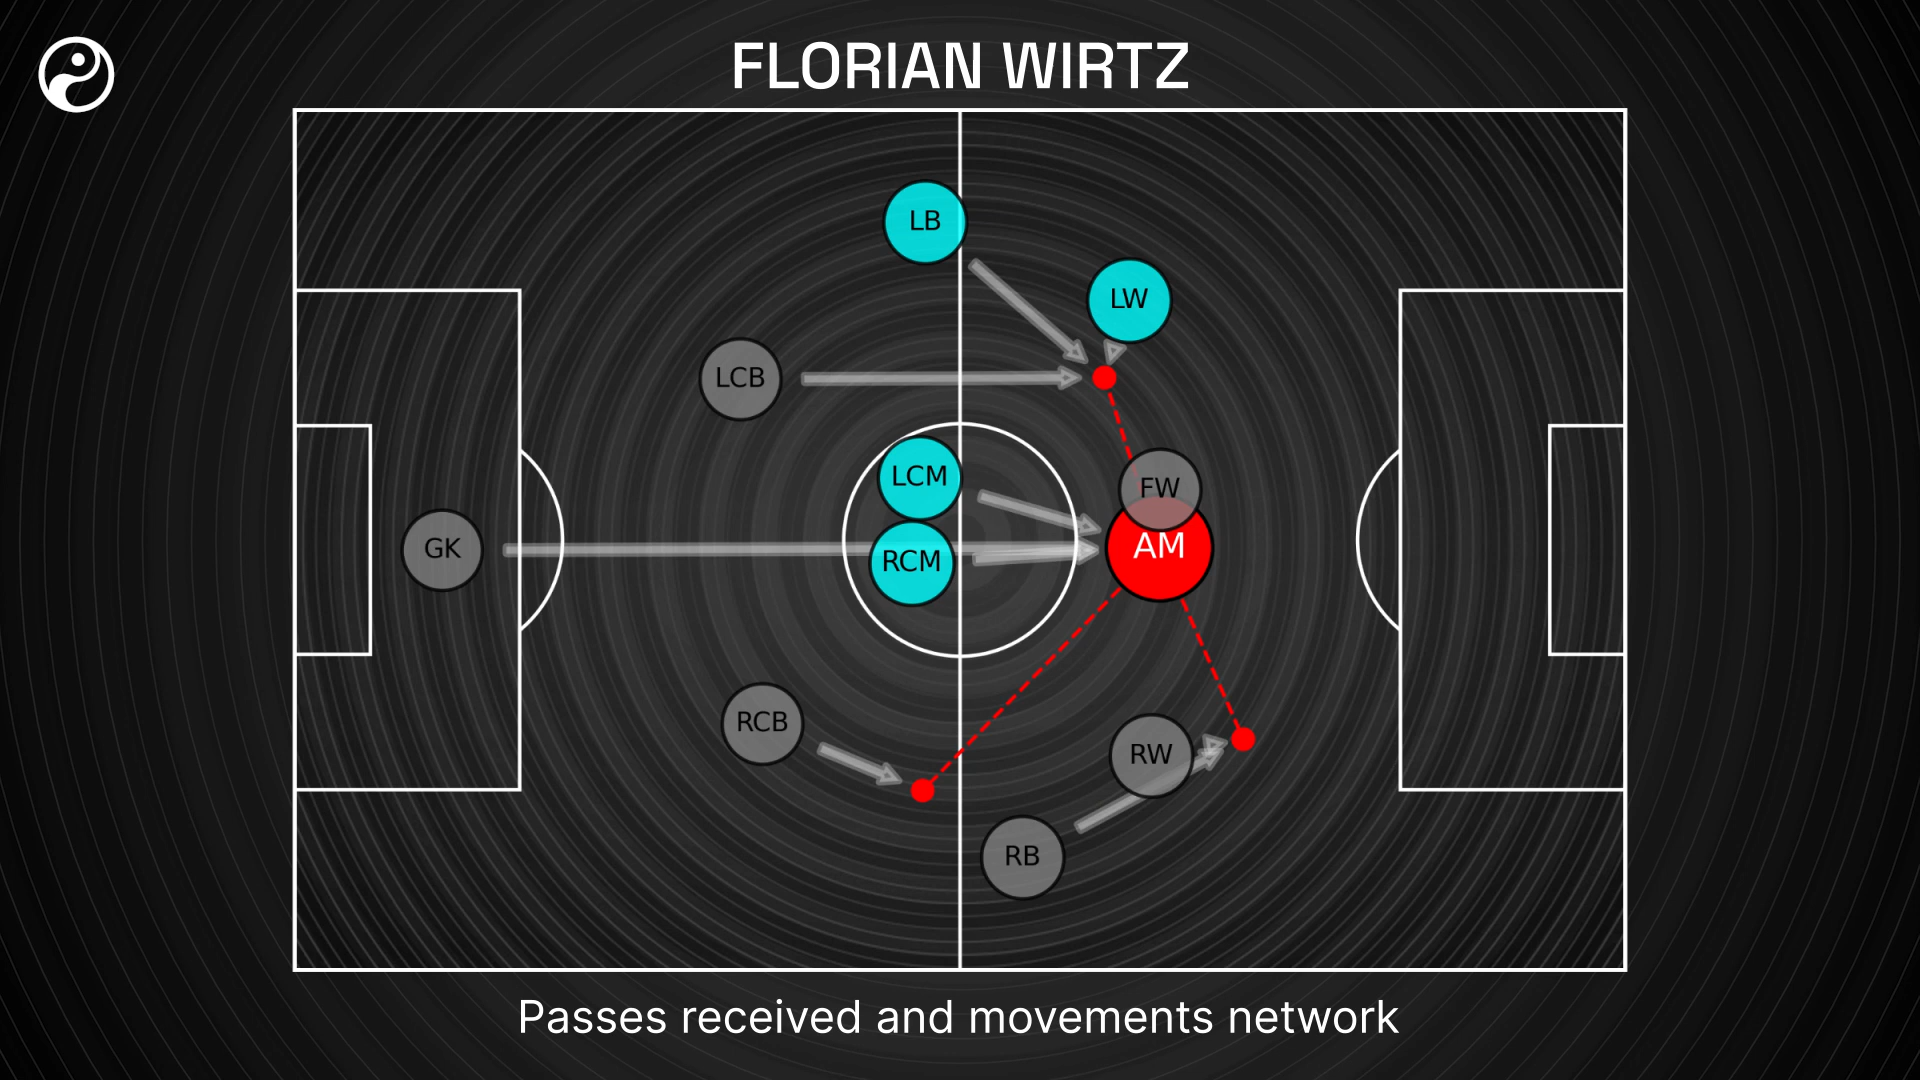 FLORIAN WIRTZ
LB
LW
LCB
LCM
FW
GK
RCM
AM
RCB
RW
RB
Passes received and movements network